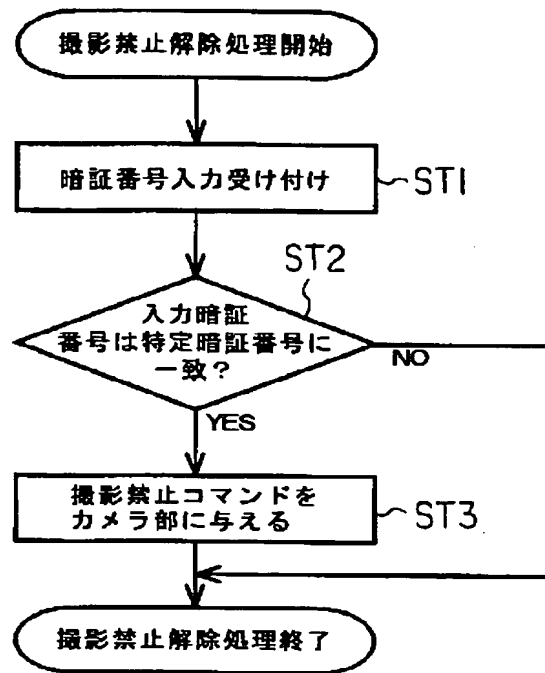 撮影禁止解除処理開始
暗証番号入力受け付け
ST1
ST2
入力暗証
番号は特定暗証番号に
一致?
NO
YES
撮影禁止コマンドを
カメラ部に与える
ST3
撮影禁止解除処理終了